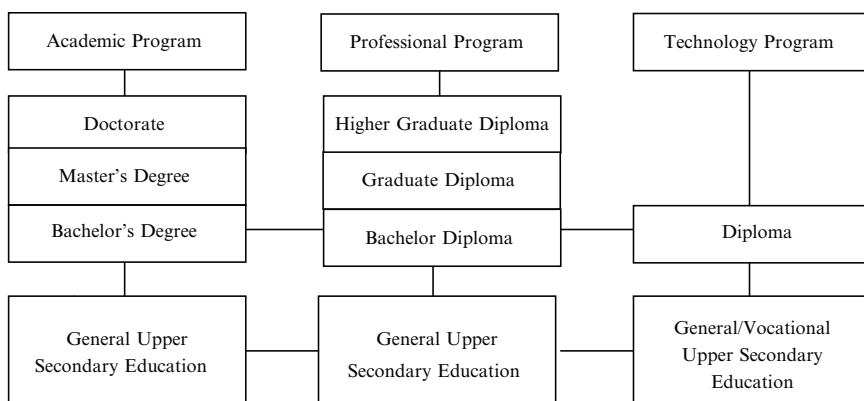 Academic Program
Professional Program
Technology Program
Doctorate
Higher Graduate Diploma
Master’s Degree
Graduate Diploma
Bachelor’s Degree
Bachelor Diploma
Diploma
General Upper
Secondary Education
General Upper
Secondary Education
General/Vocational
Upper Secondary
Education